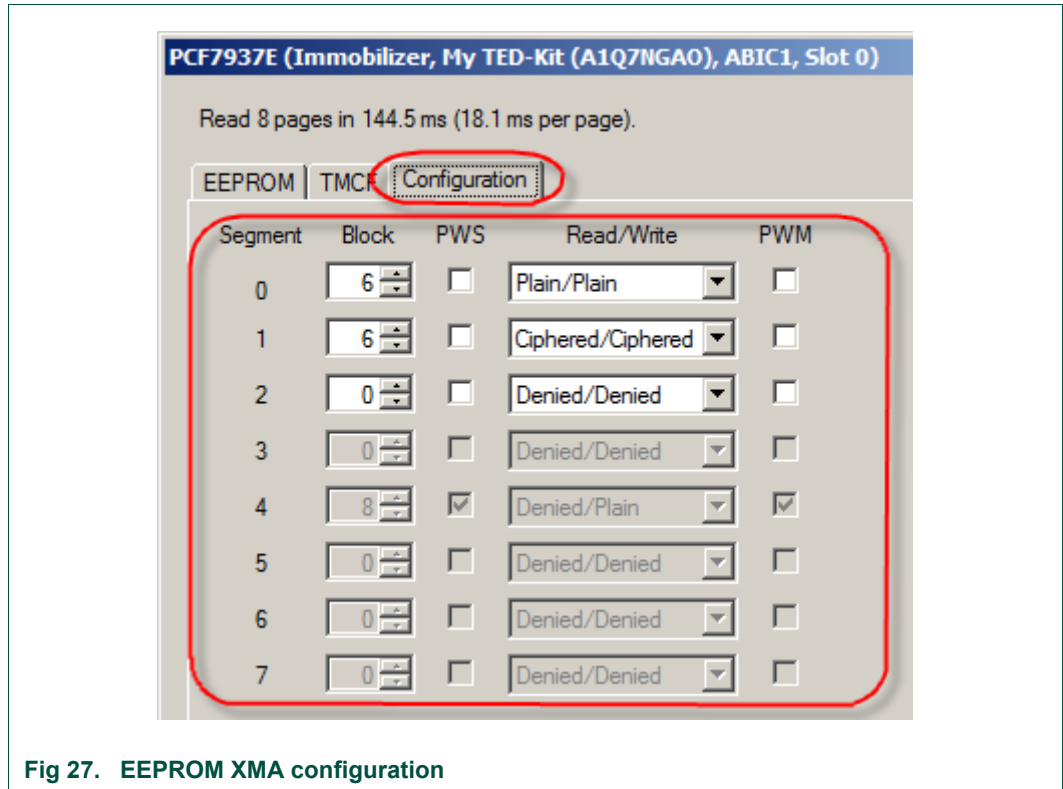 PCF7937E (Immobilizer, My TED-Kit (A1Q7NGAO), ABIC1, Slot 0)
Read 8 pages in 144.5 ms (18.1 ms per page).
EEPROM TMCF Configuration
Segment Block PWS Read/Write PWM
0 6 Plain/Plain
1 6 Ciphered/Ciphered
2 0 Denied/Denied
3 0 Denied/Denied
4 8 Denied/Plain
5 0 Denied/Denied
6 0 Denied/Denied
7 0 Denied/Denied
Fig 27. EEPROM XMA configuration